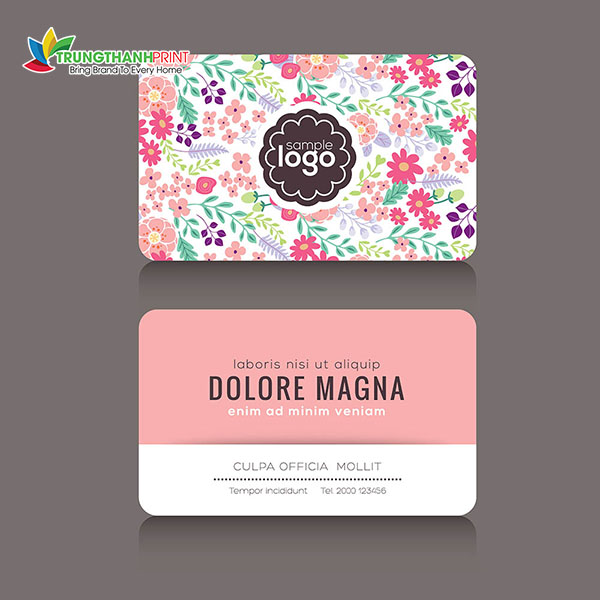 TRUNGTHANHPRINT
Bring Brand To Every Home
sample
logo
laboris nisi ut aliquip
DOLORE MAGNA
enim ad minim veniam
CULPA OFFICIA MOLLIT
Tempor incididunt Tel. 2000 123456